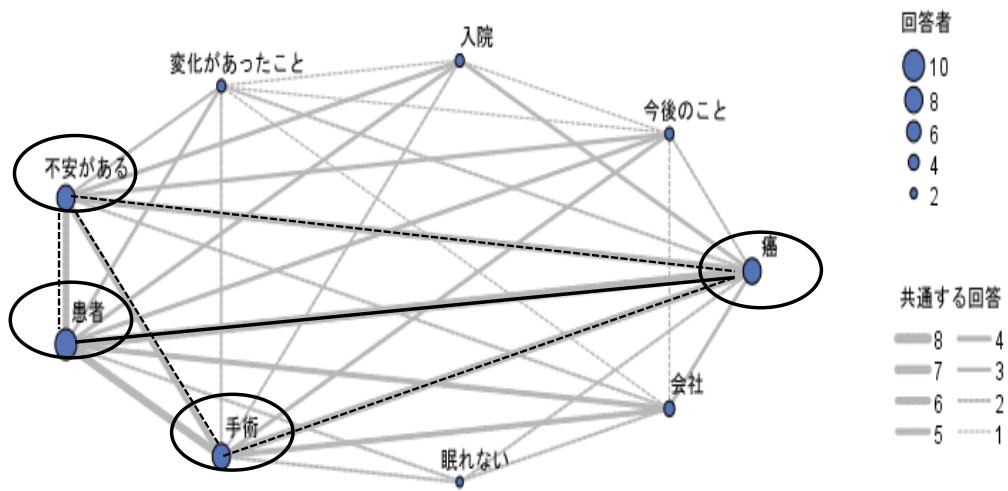 入院
変化があったこと
今後のこと
不安がある
癌
患者
会社
手術
眠れない
回答者
10
8
6
4
2
共通する回答
8 4
7 3
6 2
5 1